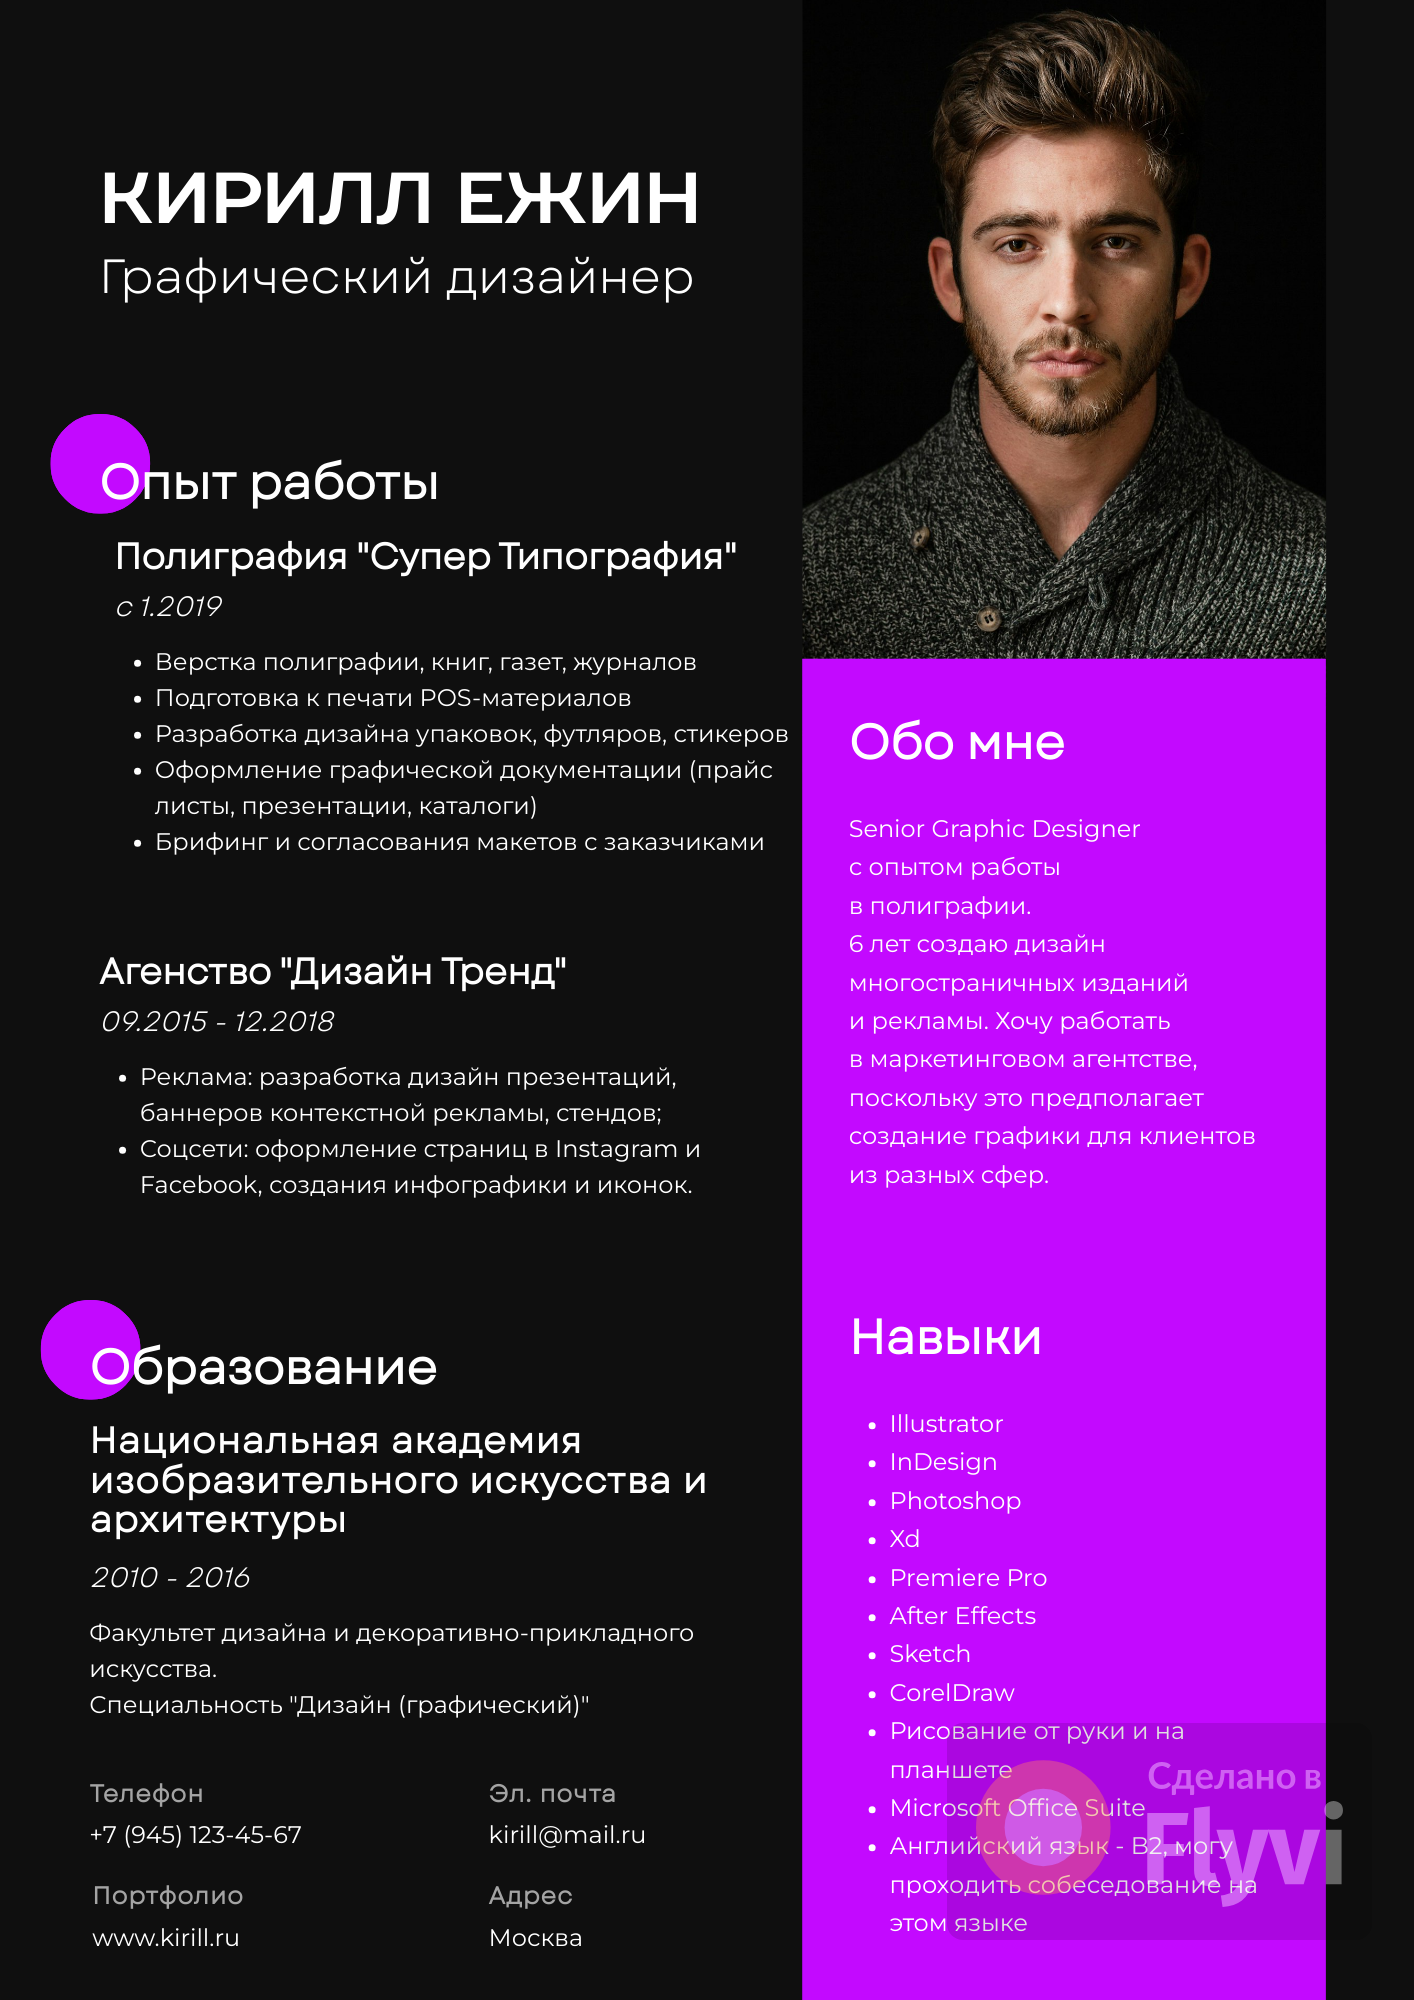 КИРИЛЛ ЕЖИН
Графический дизайнер
Опыт работы
Полиграфия "Супер Типография"
с 1.2019
• Верстка полиграфии, книг, газет, журналов
• Подготовка к печати POS-материалов
• Разработка дизайна упаковок, футляров, стикеров
• Оформление графической документации (прайс
листы, презентации, каталоги)
• Брифинг и согласования макетов с заказчиками
Агенство "Дизайн Тренд"
09.2015 - 12.2018
• Реклама: разработка дизайн презентаций,
баннеров контекстной рекламы, стендов;
• Соцсети: оформление страниц в Instagram и
Facebook, создания инфографики и иконок.
Образование
Национальная академия
изобразительного искусства и
архитектуры
2010 - 2016
Факультет дизайна и декоративно-прикладного
искусства.
Специальность "Дизайн (графический)"
Телефон
+7 (945) 123-45-67
Эл. почта
kirill@mail.ru
Портфолио
www.kirill.ru
Адрес
Москва
Обо мне
Senior Graphic Designer
с опытом работы
в полиграфии.
6 лет создаю дизайн
многостраничных изданий
и рекламы. Хочу работать
в маркетинговом агентстве,
поскольку это предполагает
создание графики для клиентов
из разных сфер.
Навыки
• Illustrator
• InDesign
• Photoshop
• Xd
• Premiere Pro
• After Effects
• Sketch
• CorelDraw
• Рисование от руки и на
планшете
• Microsoft Office Suite
• Английский язык - B2, могу
проходить собеседование на
этом языке
Сделано в
Flyvi